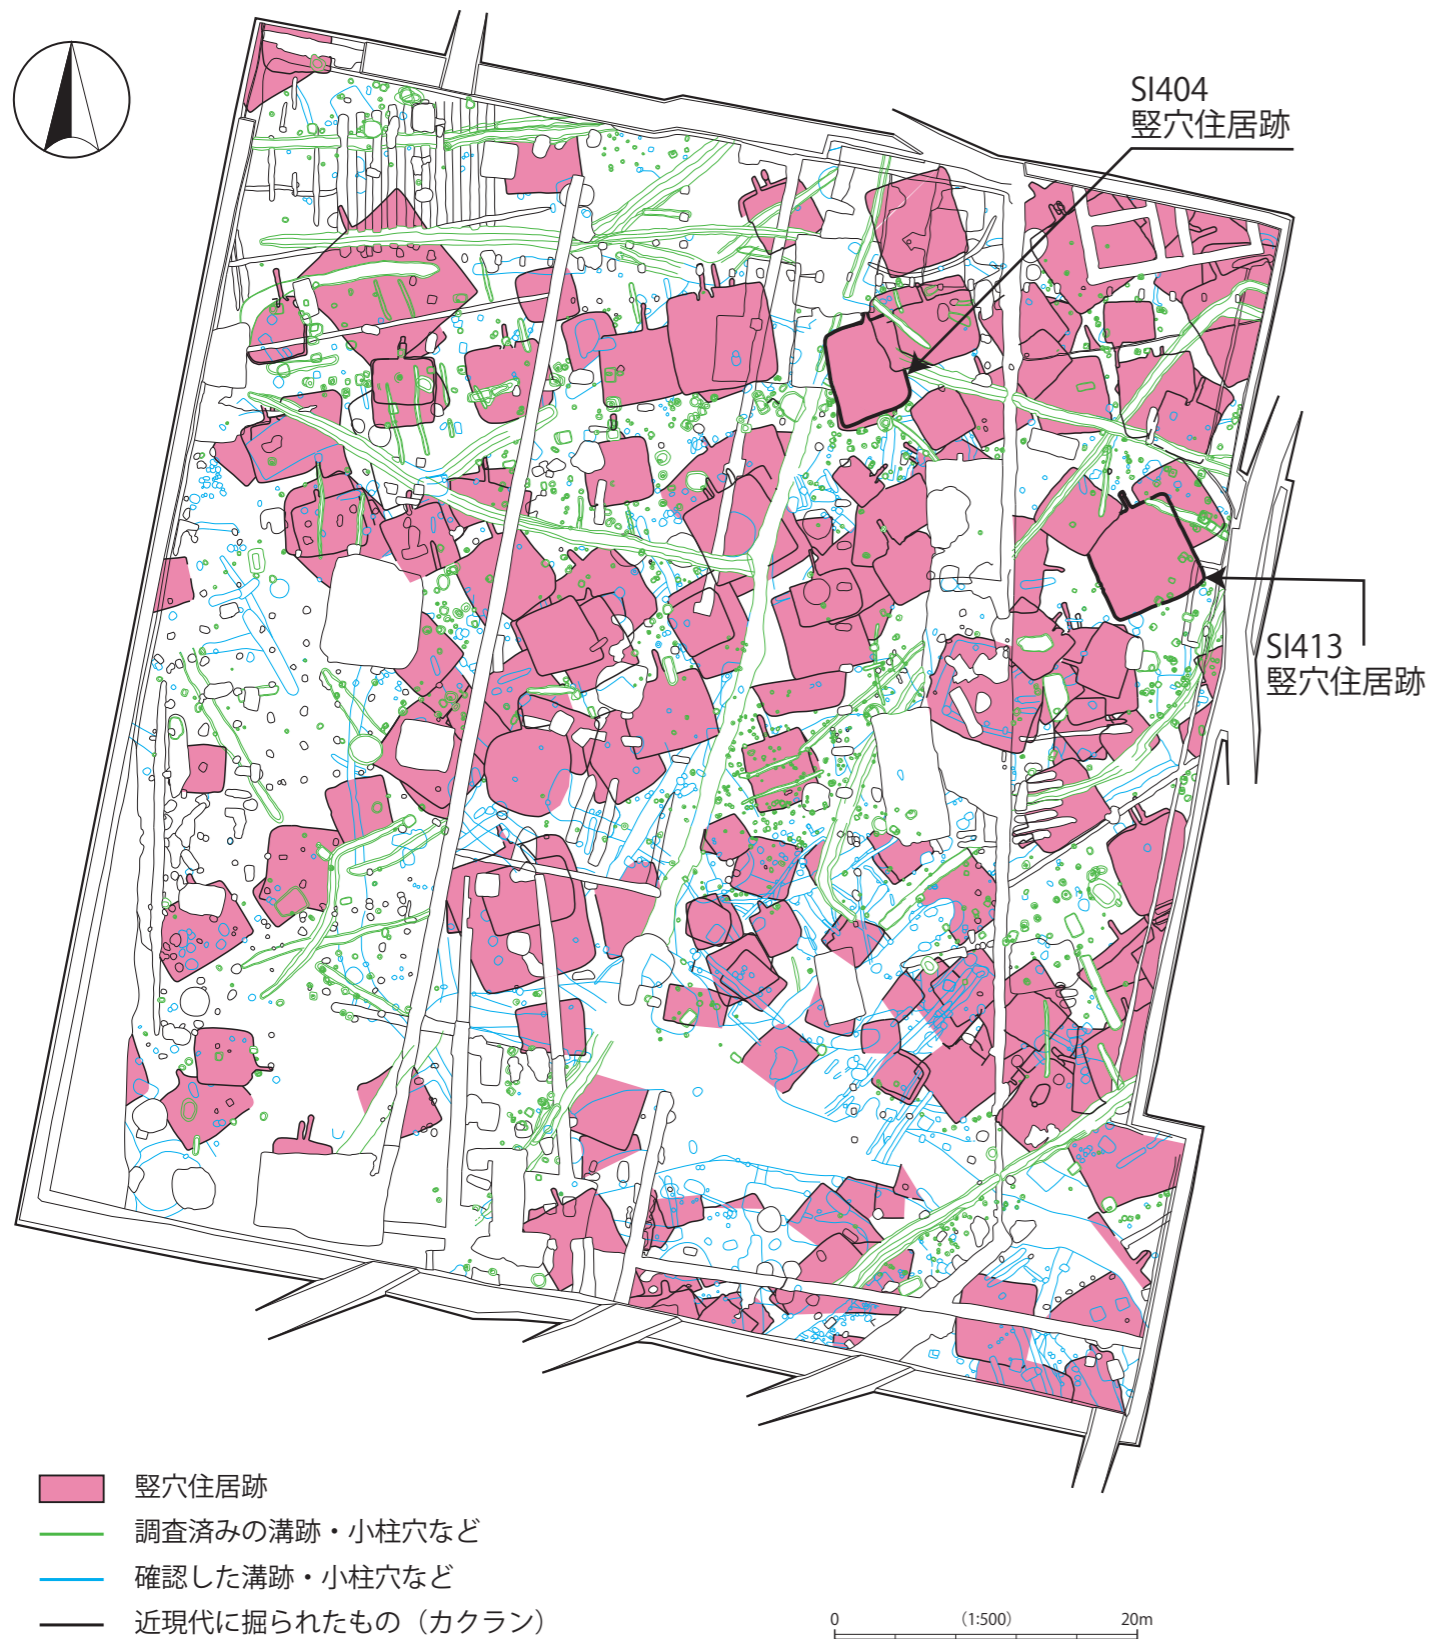 SI404
竪穴住居跡
SI413
竪穴住居跡
竪穴住居跡
調査済みの溝跡・小柱穴など
確認した溝跡・小柱穴など
近現代に掘られたもの（カクラン）
0 （1:500） 20m